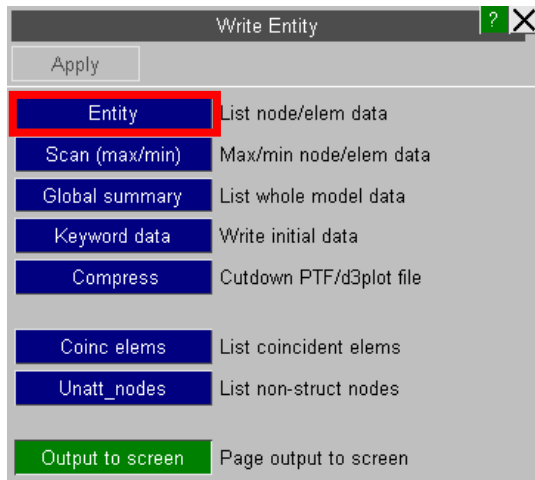 Write Entity ?
Apply
Entity List node/elem data
Scan (max/min) Max/min node/elem data
Global summary List whole model data
Keyword data Write initial data
Compress Cutdown PTF/d3plot file
Coinc elems List coincident elems
Unatt_nodes List non-struct nodes
Output to screen Page output to screen